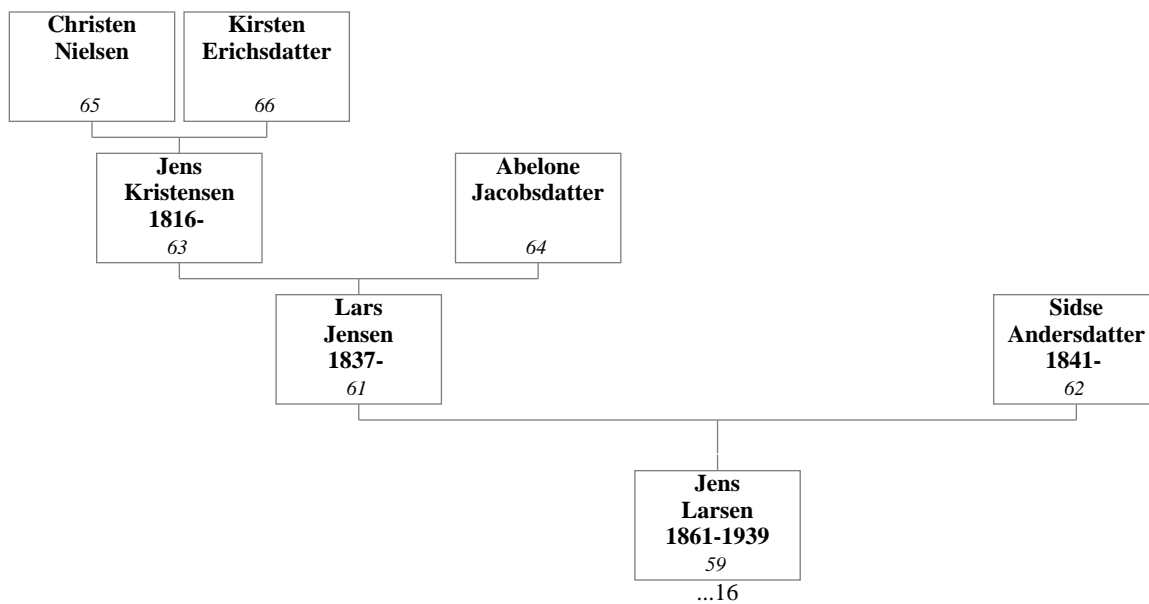 Christen
Nielsen
65
Kirsten
Erichsdatter
66
Jens
Kristensen
1816-
63
Abelone
Jacobsdatter
64
Lars
Jensen
1837-
61
Sidse
Andersdatter
1841-
62
Jens
Larsen
1861-1939
59
...16